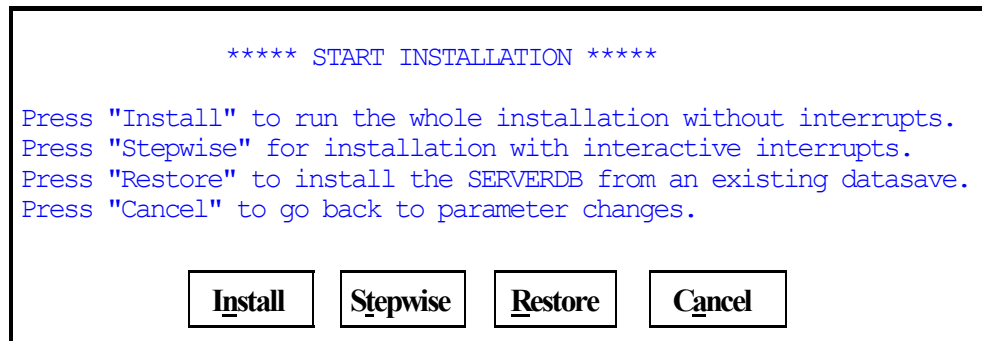 ***** START INSTALLATION *****
Press "Install" to run the whole installation without interrupts.
Press "Stepwise" for installation with interactive interrupts.
Press "Restore" to install the SERVERDB from an existing datasave.
Press "Cancel" to go back to parameter changes.
Install Stepwise Restore Cancel